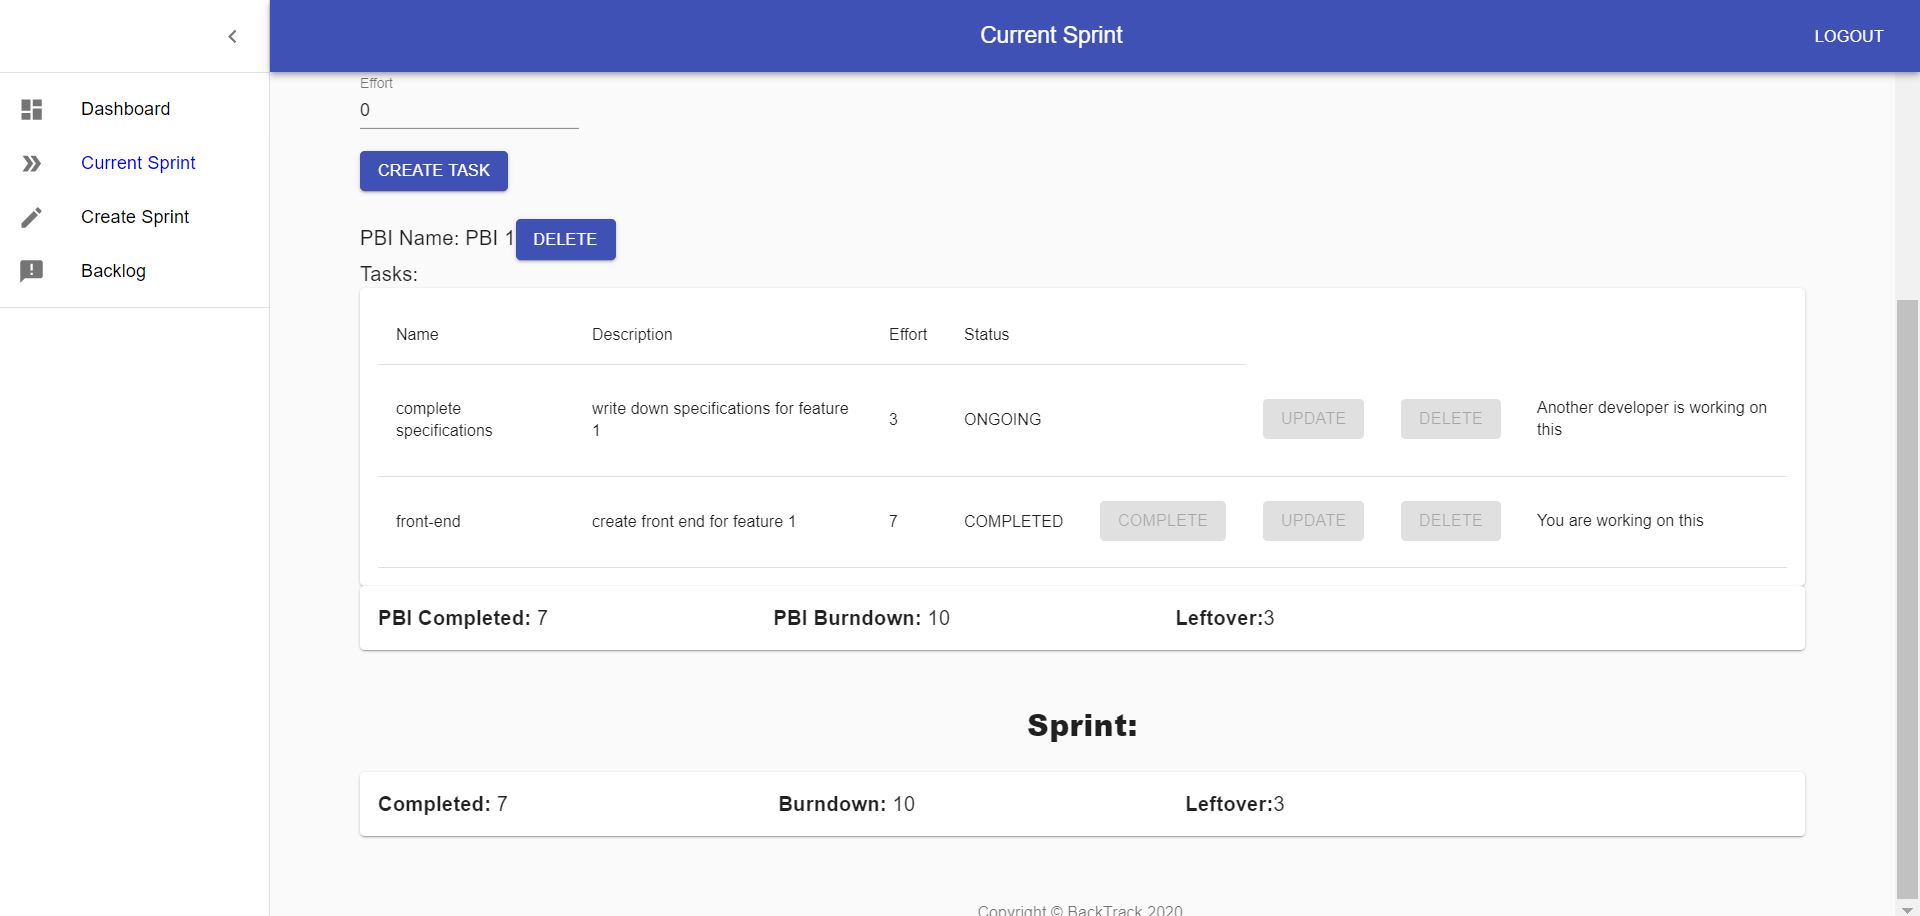 Current Sprint
LOGOUT
Dashboard
Current Sprint
Create Sprint
Backlog
Effort
0
CREATE TASK
PBI Name: PBI 1 DELETE
Tasks:
Name Description Effort Status
complete specifications write down specifications for feature 1 3 ONGOING UPDATE DELETE Another developer is working on this
front-end create front end for feature 1 7 COMPLETED COMPLETE UPDATE DELETE You are working on this
PBI Completed: 7 PBI Burndown: 10 Leftover:3
Sprint:
Completed: 7 Burndown: 10 Leftover:3
Copyright © BackTrack 2020